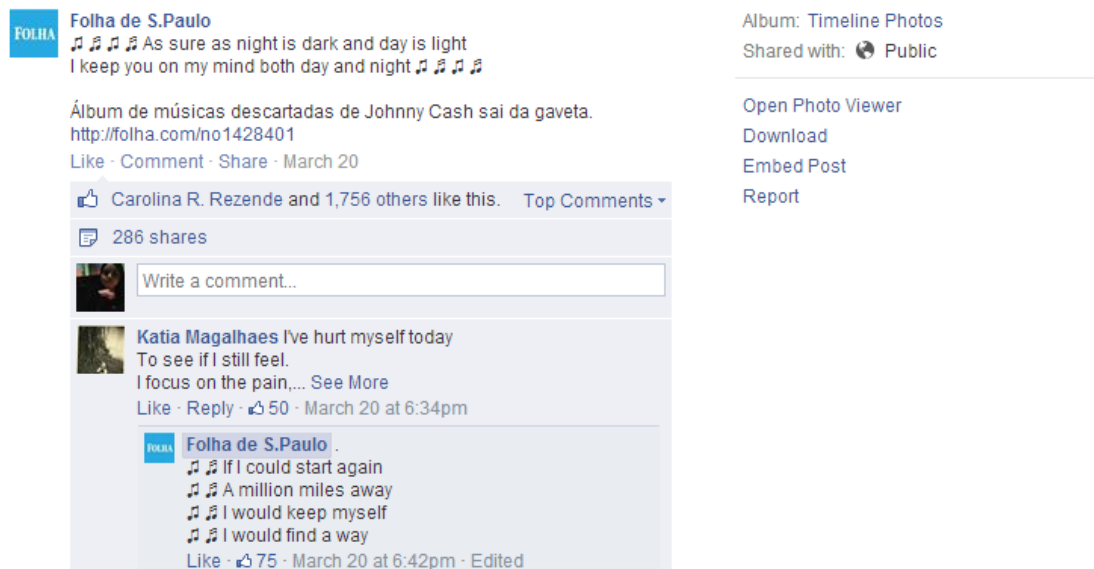 FOLHA
Folha de S.Paulo
♫ ♬ ♫ ♬ As sure as night is dark and day is light
I keep you on my mind both day and night ♫ ♬ ♫ ♬
Álbum de músicas descartadas de Johnny Cash sai da gaveta.
http://folha.com/no1428401
Like · Comment · Share · March 20
Carolina R. Rezende and 1,756 others like this. Top Comments
286 shares
Write a comment...
Katia Magalhaes I've hurt myself today
To see if I still feel.
I focus on the pain,... See More
Like · Reply · 50 · March 20 at 6:34pm
FOLHA
Folha de S.Paulo .
♫ ♬ If I could start again
♫ ♬ A million miles away
♫ ♬ I would keep myself
♫ ♬ I would find a way
Like · 75 · March 20 at 6:42pm · Edited
Album: Timeline Photos
Shared with: Public
Open Photo Viewer
Download
Embed Post
Report